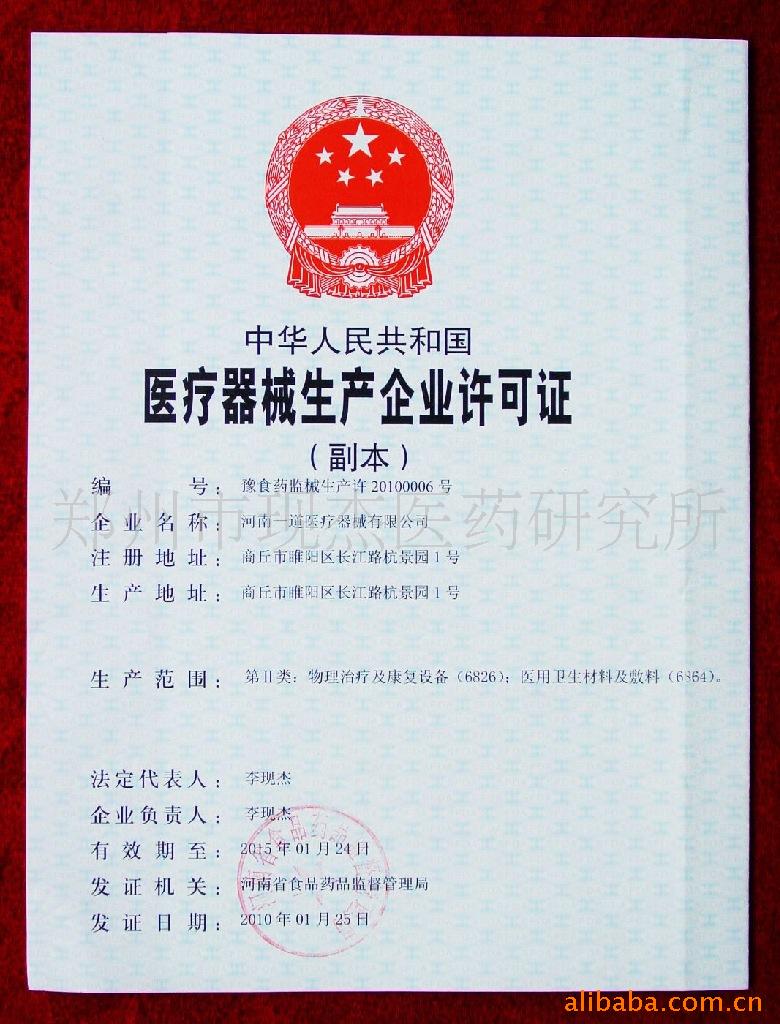 中华人民共和国
医疗器械生产企业许可证
（副本）
编号：豫食药监械生产许20100006号
郑州市现杰医药研究所
企业名称：河南一道医疗器械有限公司
注册地址：商丘市睢阳区长江路杭景园1号
生产地址：商丘市睢阳区长江路杭景园1号
生产范围：第II类：物理治疗及康复设备（6826）；医用卫生材料及敷料（6864）。
法定代表人：李现杰
企业负责人：李现杰
有效期至：2015年01月24日
发证机关：河南省食品药品监督管理局
发证日期：2010年01月25日
alibaba.com.cn